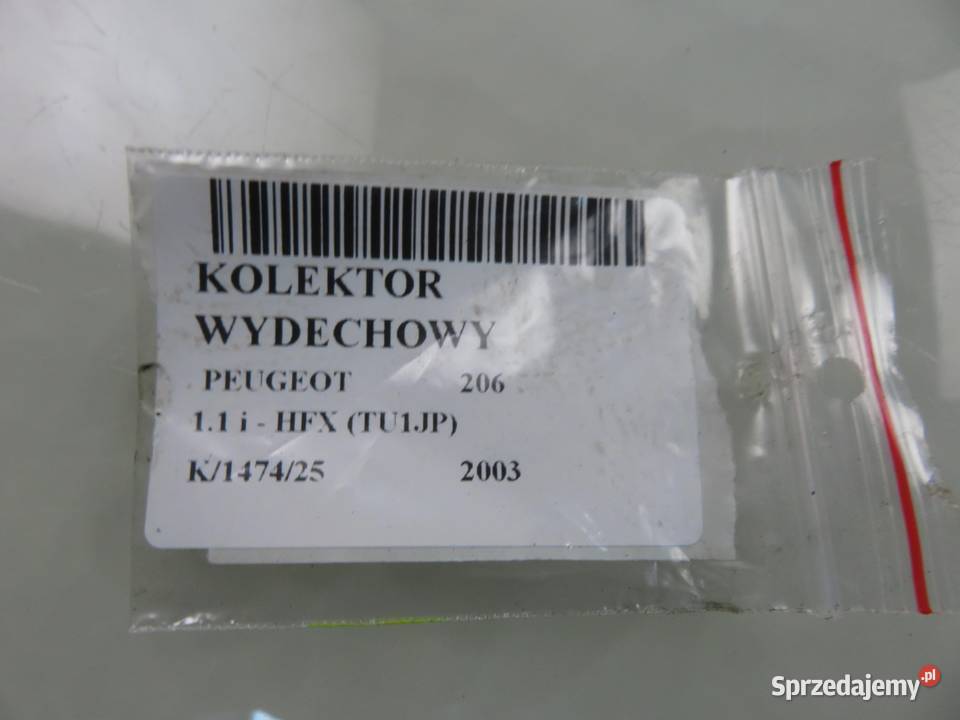 KOLEKTOR
WYDECHOWY
PEUGEOT 206
1.1 i - HFX (TU1JP)
K/1474/25 2003
Sprzedajemy.pl